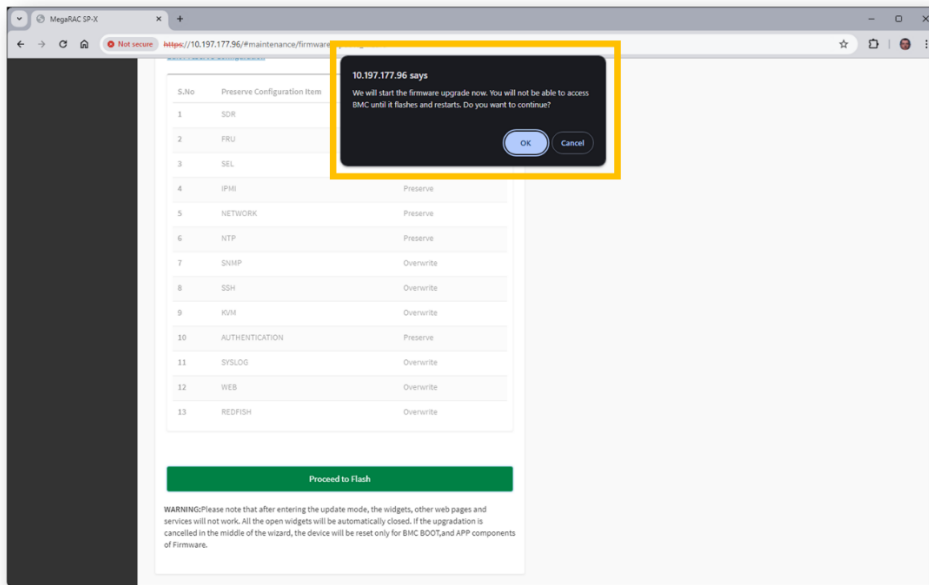 MegaRAC SP-X
Not secure https://10.197.177.96/#maintenance/firmware
10.197.177.96 says
We will start the firmware upgrade now. You will not be able to access
BMC until it flashes and restarts. Do you want to continue?
OK Cancel
S.No Preserve Configuration Item
1 SDR
2 FRU
3 SEL
4 IPMI Preserve
5 NETWORK Preserve
6 NTP Preserve
7 SNMP Overwrite
8 SSH Overwrite
9 KVM Overwrite
10 AUTHENTICATION Preserve
11 SYSLOG Overwrite
12 WEB Overwrite
13 REDFISH Overwrite
Proceed to Flash
WARNING:Please note that after entering the update mode, the widgets, other web pages and
services will not work. All the open widgets will be automatically closed. If the upgradation is
cancelled in the middle of the wizard, the device will be reset only for BMC BOOT,and APP components
of Firmware.